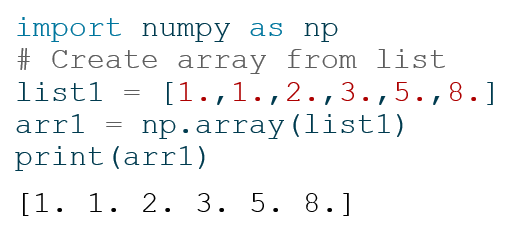 import numpy as np
# Create array from list
list1 = [1.,1.,2.,3.,5.,8.]
arr1 = np.array(list1)
print(arr1)
[1. 1. 2. 3. 5. 8.]